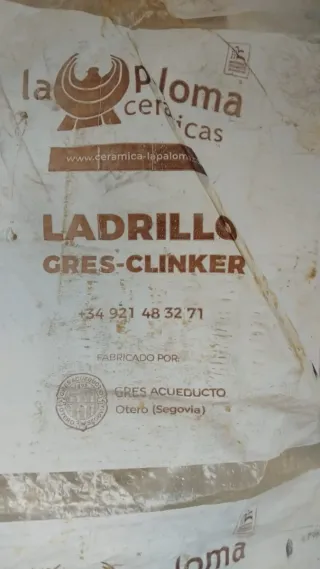 la paloma
cerámicas
www.ceramica-lapalom
LADRILLO
GRES-CLINKER
+34 921 48 32 71
FABRICADO POR:
GRES ACUEDUCTO
Otero (Segovia)
loma